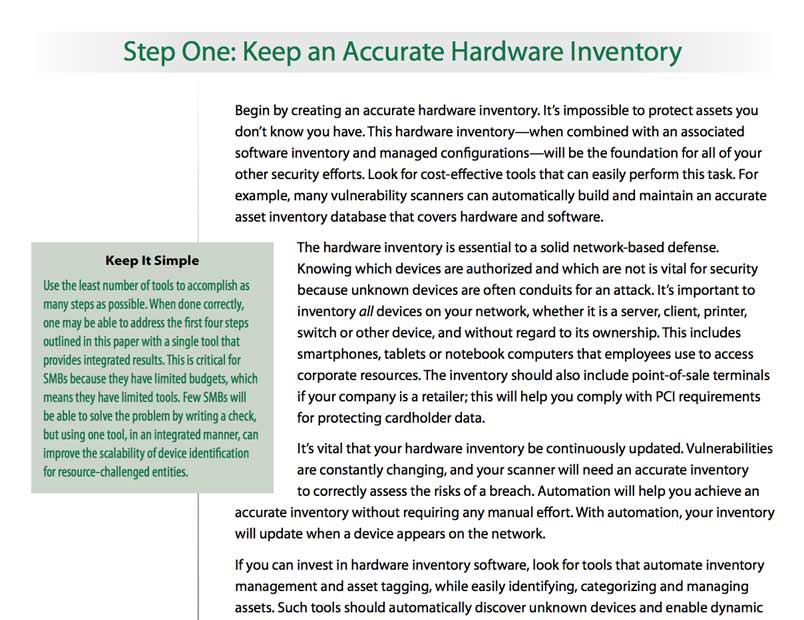 Step One: Keep an Accurate Hardware Inventory
Begin by creating an accurate hardware inventory. It’s impossible to protect assets you
don’t know you have. This hardware inventory—when combined with an associated
software inventory and managed configurations—will be the foundation for all of your
other security efforts. Look for cost-effective tools that can easily perform this task. For
example, many vulnerability scanners can automatically build and maintain an accurate
asset inventory database that covers hardware and software.
Keep It Simple
Use the least number of tools to accomplish as
many steps as possible. When done correctly,
one may be able to address the first four steps
outlined in this paper with a single tool that
provides integrated results. This is critical for
SMBs because they have limited budgets, which
means they have limited tools. Few SMBs will
be able to solve the problem by writing a check,
but using one tool, in an integrated manner, can
improve the scalability of device identification
for resource-challenged entities.
The hardware inventory is essential to a solid network-based defense.
Knowing which devices are authorized and which are not is vital for security
because unknown devices are often conduits for an attack. It’s important to
inventory all devices on your network, whether it is a server, client, printer,
switch or other device, and without regard to its ownership. This includes
smartphones, tablets or notebook computers that employees use to access
corporate resources. The inventory should also include point-of-sale terminals
if your company is a retailer; this will help you comply with PCI requirements
for protecting cardholder data.
It’s vital that your hardware inventory be continuously updated. Vulnerabilities
are constantly changing, and your scanner will need an accurate inventory
to correctly assess the risks of a breach. Automation will help you achieve an
accurate inventory without requiring any manual effort. With automation, your inventory
will update when a device appears on the network.
If you can invest in hardware inventory software, look for tools that automate inventory
management and asset tagging, while easily identifying, categorizing and managing
assets. Such tools should automatically discover unknown devices and enable dynamic